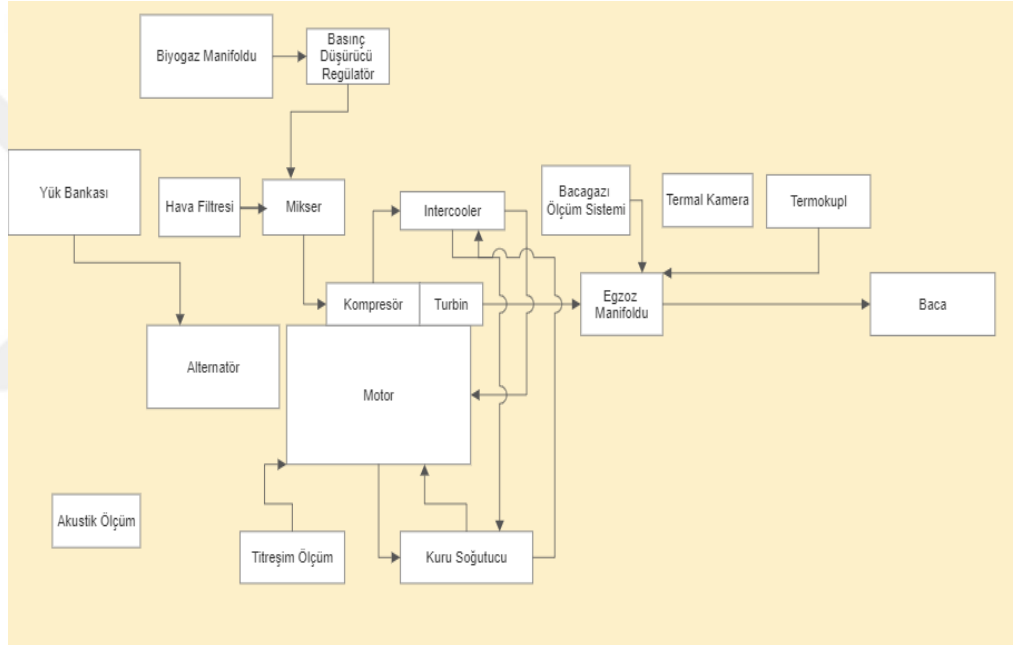 Biyogaz Manifoldu
Basınç
Düşürücü
Regülatör
Yük Bankası
Hava Filtresi
Mikser
Intercooler
Bacagazı
Ölçüm Sistemi
Termal Kamera
Termokupl
Kompresör
Turbin
Egzoz
Manifoldu
Baca
Alternatör
Motor
Akustik Ölçüm
Titreşim Ölçüm
Kuru Soğutucu